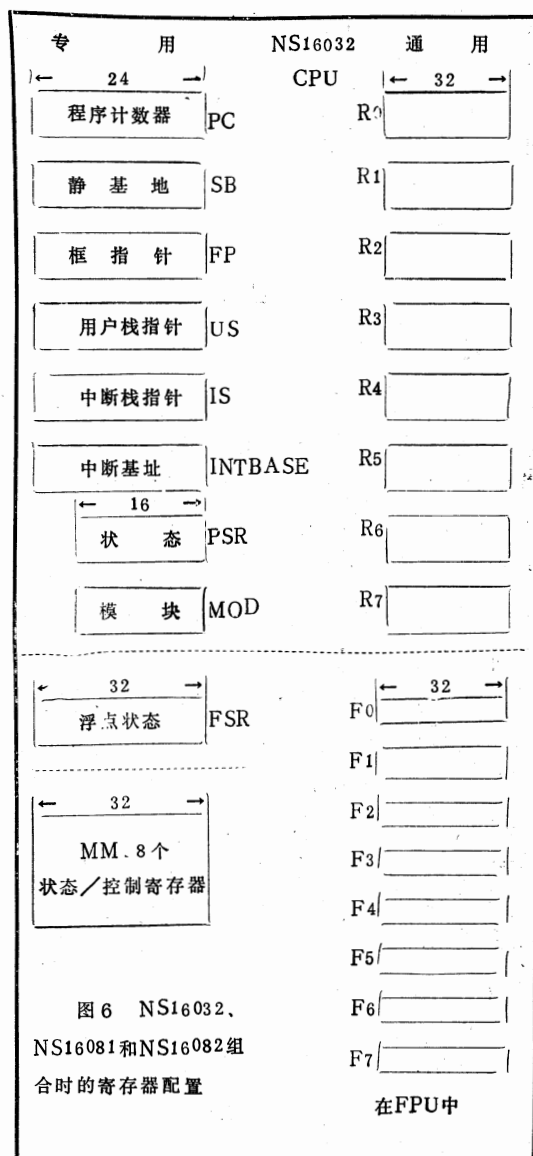 专 用 NS16032 通 用
← 24 → CPU ← 32 →
程序计数器 PC R0
静 基 地 SB R1
框 指 针 FP R2
用户栈指针 US R3
中断栈指针 IS R4
中断基址 INTBASE R5
← 16 →
状 态 PSR R6
模 块 MOD R7
← 32 → ← 32 →
浮点状态 FSR F0
F1
← 32 → F2
MM.8个 F3
状态/控制寄存器 F4
F5
图6 NS16032、 F6
NS16081和NS16082组 F7
合时的寄存器配置
在FPU中